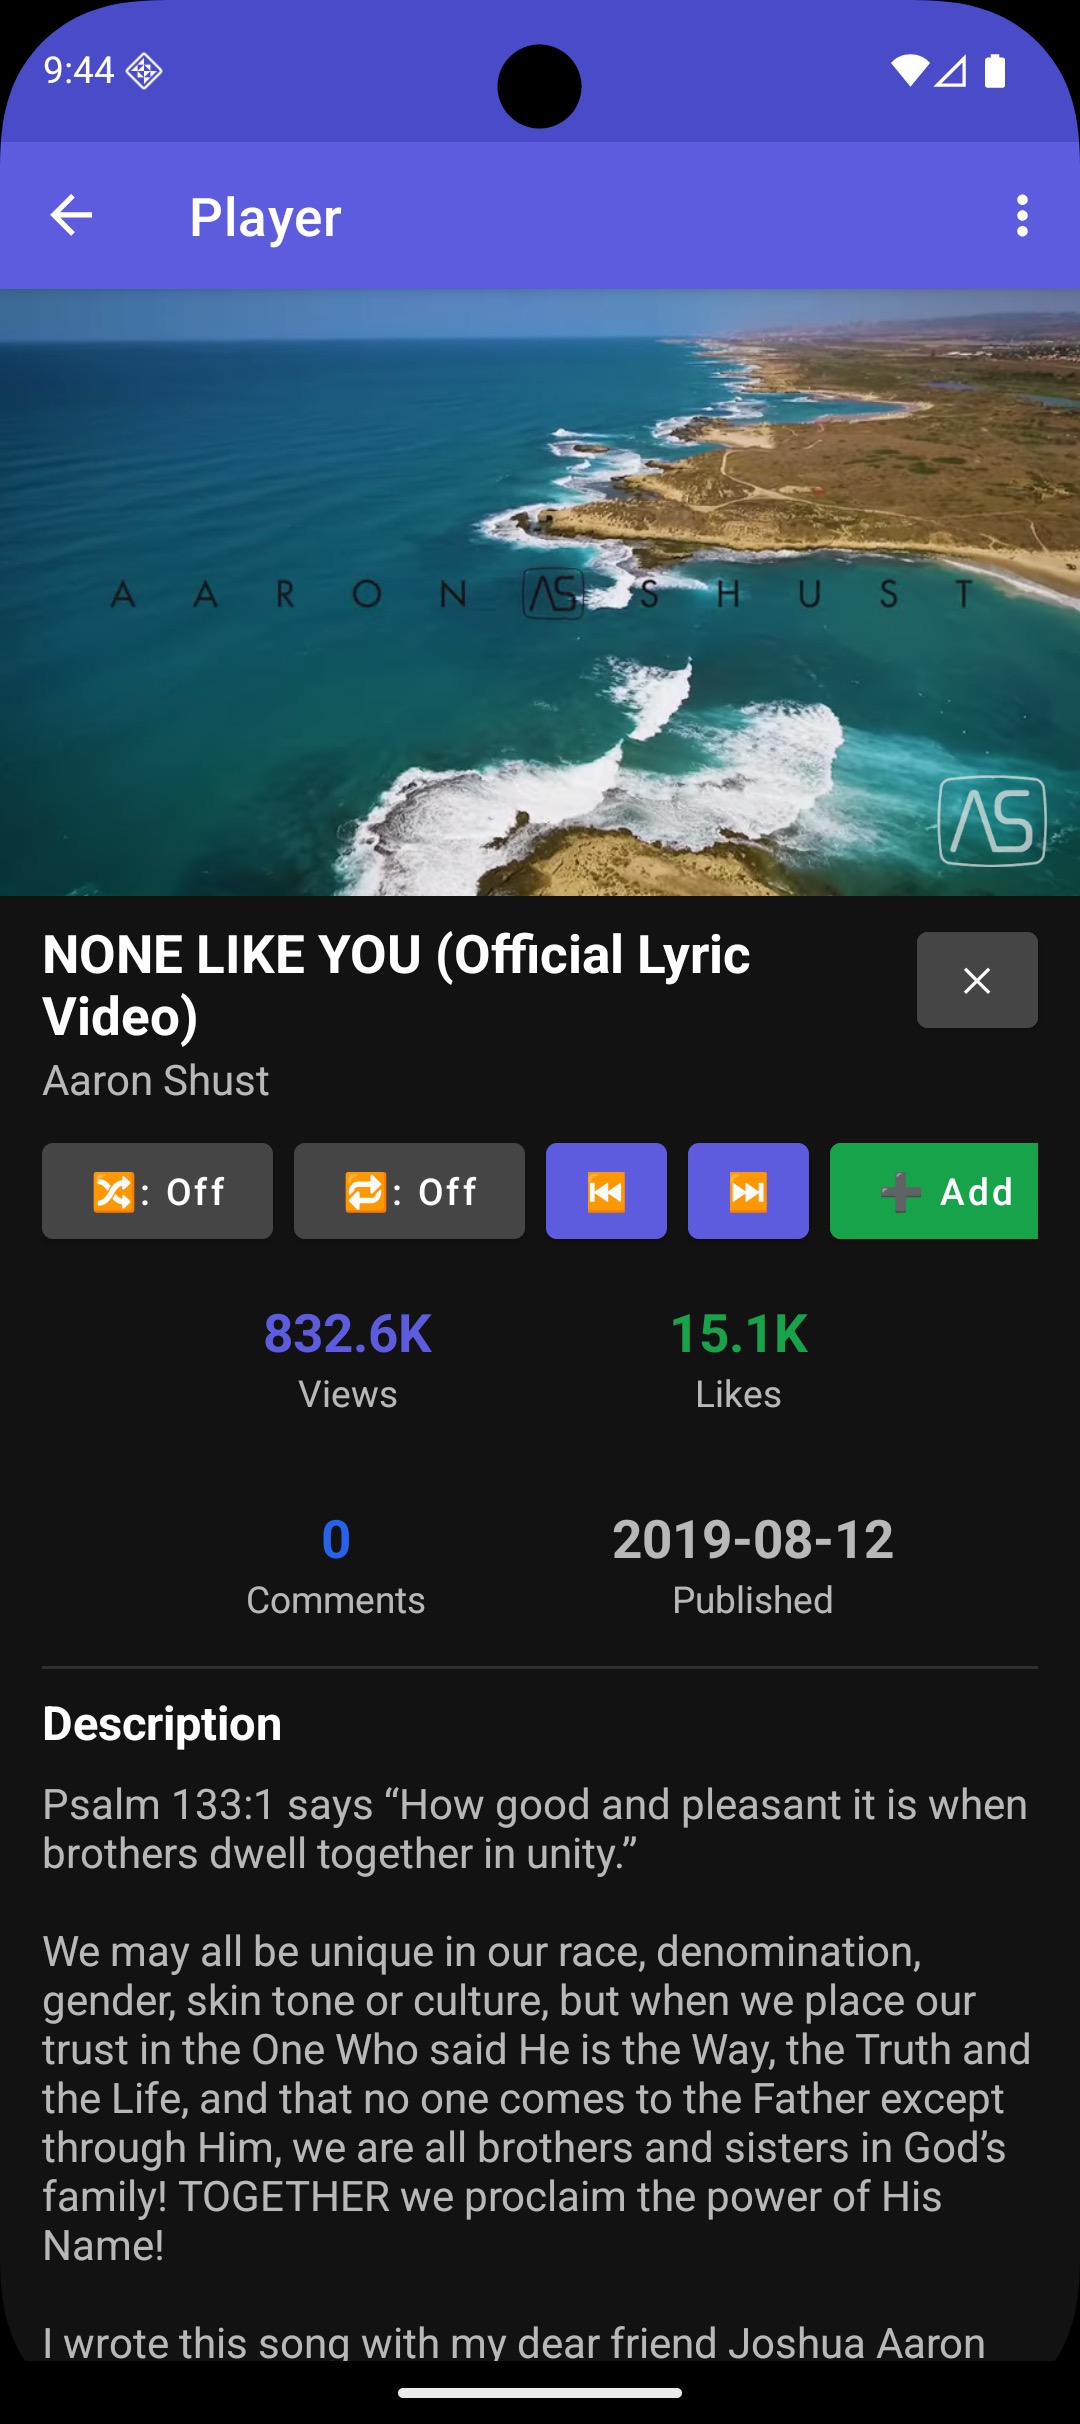 9:44
Player
AARON AS SHUST
AS
NONE LIKE YOU (Official Lyric
Video)
Aaron Shust
🔀: Off
🔁: Off
⏮
⏭
➕ Add
832.6K
Views
15.1K
Likes
0
Comments
2019-08-12
Published
Description
Psalm 133:1 says “How good and pleasant it is when
brothers dwell together in unity.”
We may all be unique in our race, denomination,
gender, skin tone or culture, but when we place our
trust in the One Who said He is the Way, the Truth and
the Life, and that no one comes to the Father except
through Him, we are all brothers and sisters in God’s
family! TOGETHER we proclaim the power of His
Name!
I wrote this song with my dear friend Joshua Aaron